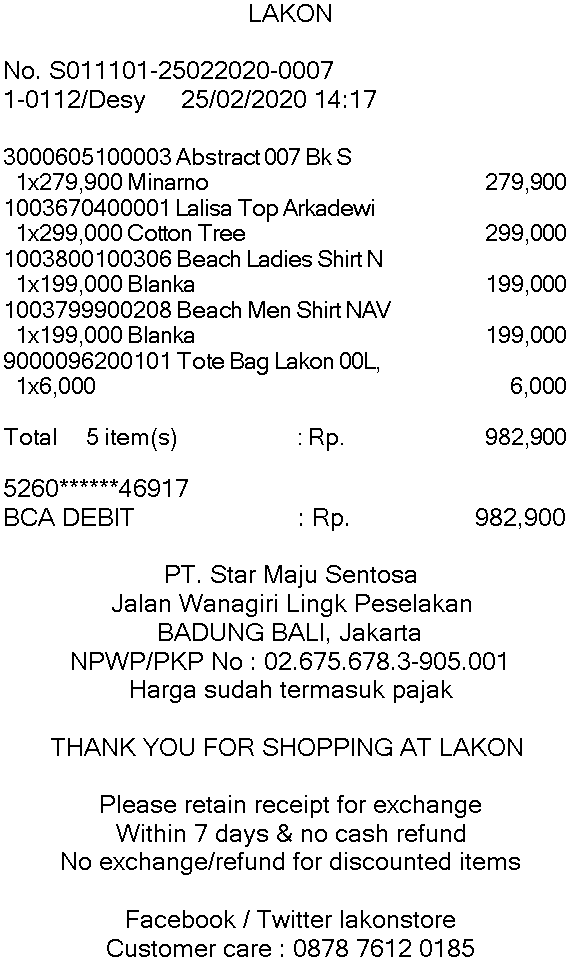 LAKON
No. S011101-25022020-0007
1-0112/Desy 25/02/2020 14:17
3000605100003 Abstract 007 Bk S
1x279,900 Minarno 279,900
1003670400001 Lalisa Top Arkadewi
1x299,000 Cotton Tree 299,000
1003800100306 Beach Ladies Shirt N
1x199,000 Blanka 199,000
1003799900208 Beach Men Shirt NAV
1x199,000 Blanka 199,000
9000096200101 Tote Bag Lakon 00L,
1x6,000 6,000
Total 5 item(s) : Rp. 982,900
5260******46917
BCA DEBIT : Rp. 982,900
PT. Star Maju Sentosa
Jalan Wanagiri Lingk Peselakan
BADUNG BALI, Jakarta
NPWP/PKP No : 02.675.678.3-905.001
Harga sudah termasuk pajak
THANK YOU FOR SHOPPING AT LAKON
Please retain receipt for exchange
Within 7 days & no cash refund
No exchange/refund for discounted items
Facebook / Twitter lakonstore
Customer care : 0878 7612 0185